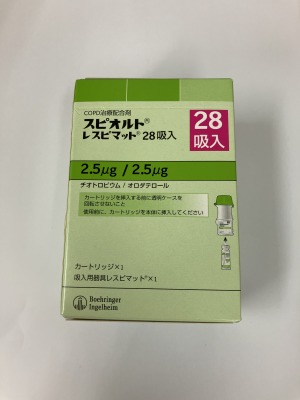 COPD治療配合剤
スピオルト®
レスピマット® 28吸入
28
吸入
2.5μg / 2.5μg
チオトロピウム / オロダテロール
カートリッジを挿入する前に透明ケースを
回転させないこと
使用前に、カートリッジを本体に挿入してください
カートリッジ×1
吸入用器具レスピマット®×1
Boehringer
Ingelheim